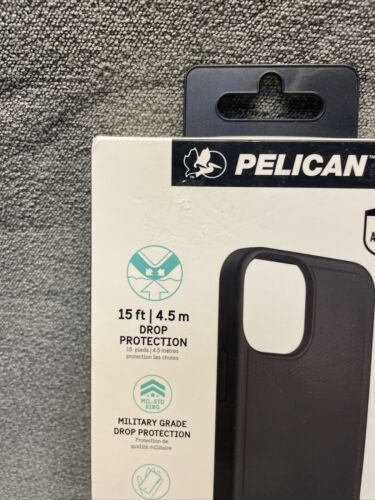 PELICAN™
15 ft | 4.5 m
DROP
PROTECTION
15 pieds | 4.5 mètres
protection les chutes
MIL-STD
810G
MILITARY GRADE
DROP PROTECTION
Protection de
qualité militaire
A